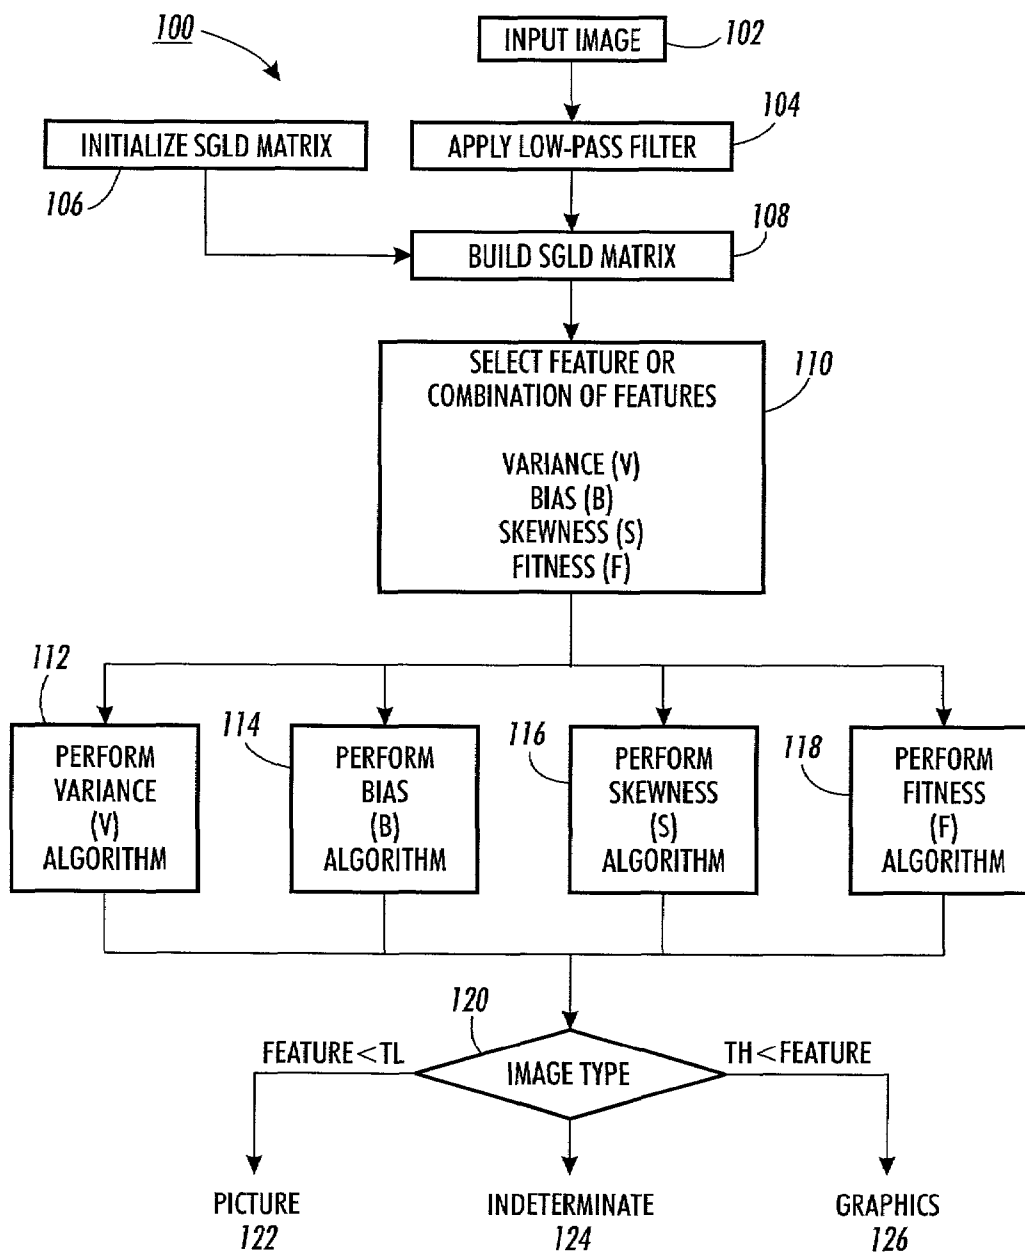 100
INPUT IMAGE
102
INITIALIZE SGLD MATRIX
106
APPLY LOW-PASS FILTER
104
BUILD SGLD MATRIX
108
SELECT FEATURE OR
COMBINATION OF FEATURES
VARIANCE (V)
BIAS (B)
SKEWNESS (S)
FITNESS (F)
110
112
PERFORM
VARIANCE
(V)
ALGORITHM
114
PERFORM
BIAS
(B)
ALGORITHM
116
PERFORM
SKEWNESS
(S)
ALGORITHM
118
PERFORM
FITNESS
(F)
ALGORITHM
120
FEATURE<TL
IMAGE TYPE
TH<FEATURE
PICTURE
122
INDETERMINATE
124
GRAPHICS
126